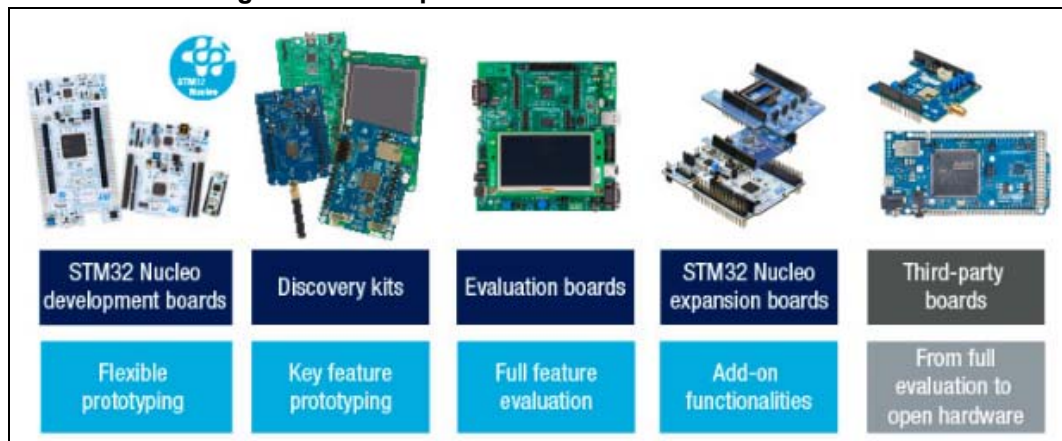 STM32
Nucleo
STM32 Nucleo
development boards
Discovery kits
Evaluation boards
STM32 Nucleo
expansion boards
Third-party
boards
Flexible
prototyping
Key feature
prototyping
Full feature
evaluation
Add-on
functionalities
From full
evaluation to
open hardware